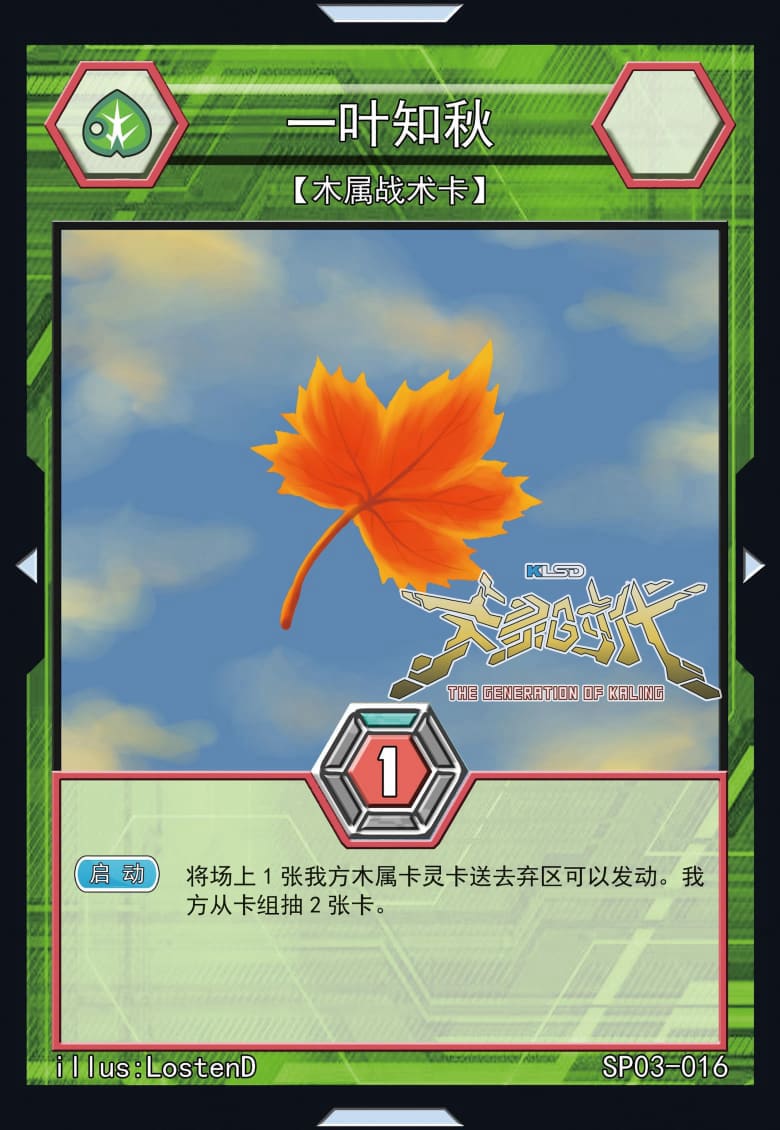 一叶知秋
【木属战术卡】
KLSD
卡灵时代
THE GENERATION OF KALING
1
启动
将场上1张我方木属卡灵卡送去弃区可以发动。我
方从卡组抽2张卡。
illus:LostenD
SP03-016